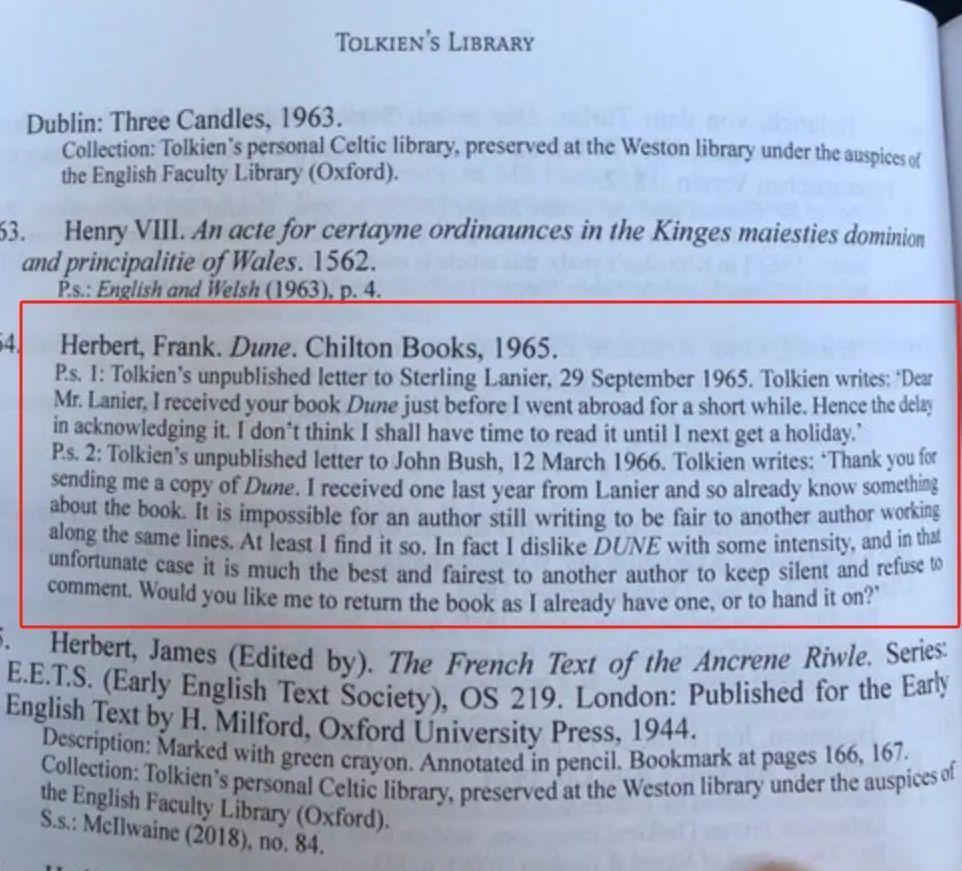 TOLKIEN'S LIBRARY
Dublin: Three Candles, 1963.
Collection: Tolkien's personal Celtic library, preserved at the Weston library under the auspices of
the English Faculty Library (Oxford).
63. Henry VIII. An acte for certayne ordinaunces in the Kinges maiesties dominion
and principalitie of Wales. 1562.
P.s.: English and Welsh (1963), p. 4.
64. Herbert, Frank. Dune. Chilton Books, 1965.
P.s. 1: Tolkien's unpublished letter to Sterling Lanier, 29 September 1965. Tolkien writes: 'Dear
Mr. Lanier, I received your book Dune just before I went abroad for a short while. Hence the delay
in acknowledging it. I don't think I shall have time to read it until I next get a holiday.'
P.s. 2: Tolkien's unpublished letter to John Bush, 12 March 1966. Tolkien writes: 'Thank you for
sending me a copy of Dune. I received one last year from Lanier and so already know something
about the book. It is impossible for an author still writing to be fair to another author working
along the same lines. At least I find it so. In fact I dislike DUNE with some intensity, and in that
unfortunate case it is much the best and fairest to another author to keep silent and refuse to
comment. Would you like me to return the book as I already have one, or to hand it on?'
Herbert, James (Edited by). The French Text of the Ancrene Riwle. Series:
E.E.T.S. (Early English Text Society), OS 219. London: Published for the Early
English Text by H. Milford, Oxford University Press, 1944.
Description: Marked with green crayon. Annotated in pencil. Bookmark at pages 166, 167.
Collection: Tolkien's personal Celtic library, preserved at the Weston library under the auspices of
the English Faculty Library (Oxford).
S.s.: McIlwaine (2018), no. 84.